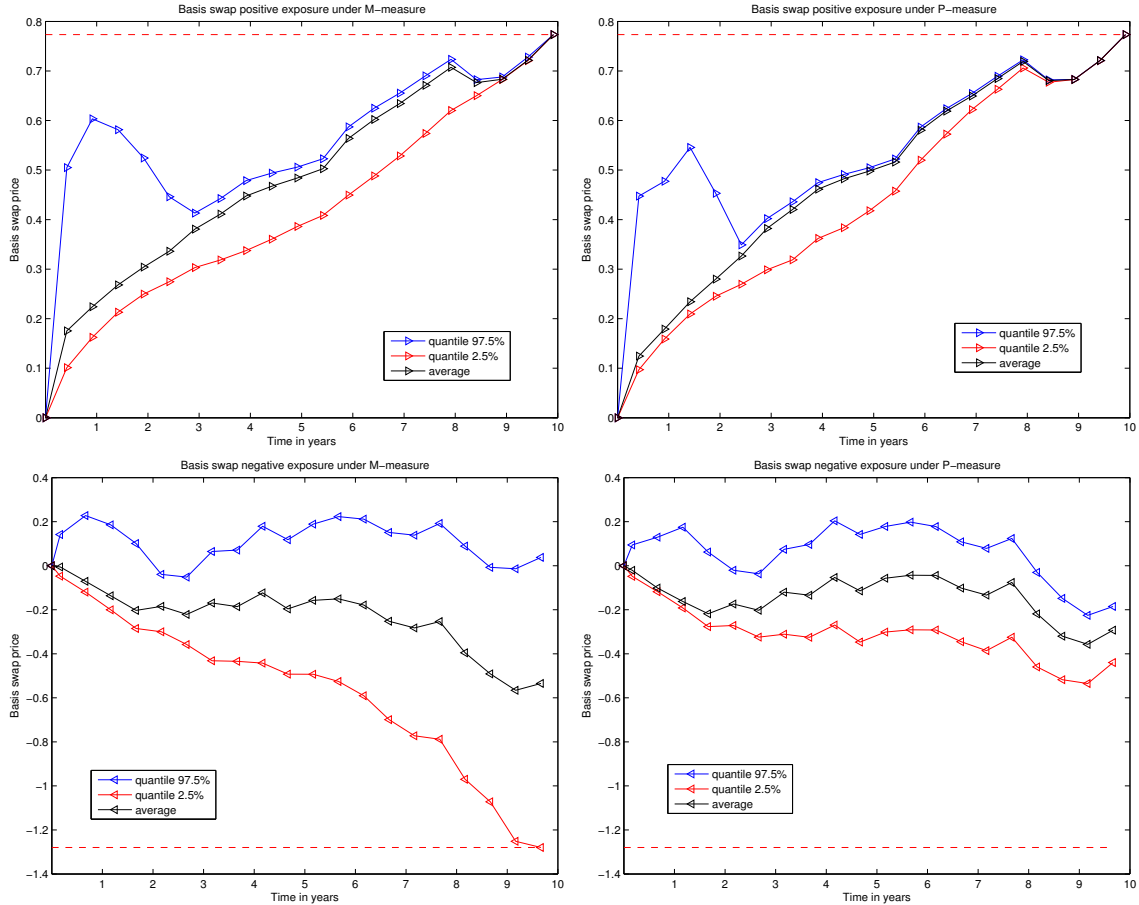 Basis swap positive exposure under M−measure
0.8
0.7
0.6
0.5
0.4
0.3
0.2
0.1
0
Basis swap price
quantile 97.5%
quantile 2.5%
average
1 2 3 4 5 6 7 8 9 10
Time in years
Basis swap positive exposure under P−measure
0.8
0.7
0.6
0.5
0.4
0.3
0.2
0.1
0
Basis swap price
quantile 97.5%
quantile 2.5%
average
1 2 3 4 5 6 7 8 9 10
Time in years
Basis swap negative exposure under M−measure
0.4
0.2
0
−0.2
−0.4
−0.6
−0.8
−1
−1.2
−1.4
Basis swap price
quantile 97.5%
quantile 2.5%
average
1 2 3 4 5 6 7 8 9 10
Time in years
Basis swap negative exposure under P−measure
0.4
0.2
0
−0.2
−0.4
−0.6
−0.8
−1
−1.2
−1.4
Basis swap price
quantile 97.5%
quantile 2.5%
average
1 2 3 4 5 6 7 8 9 10
Time in years